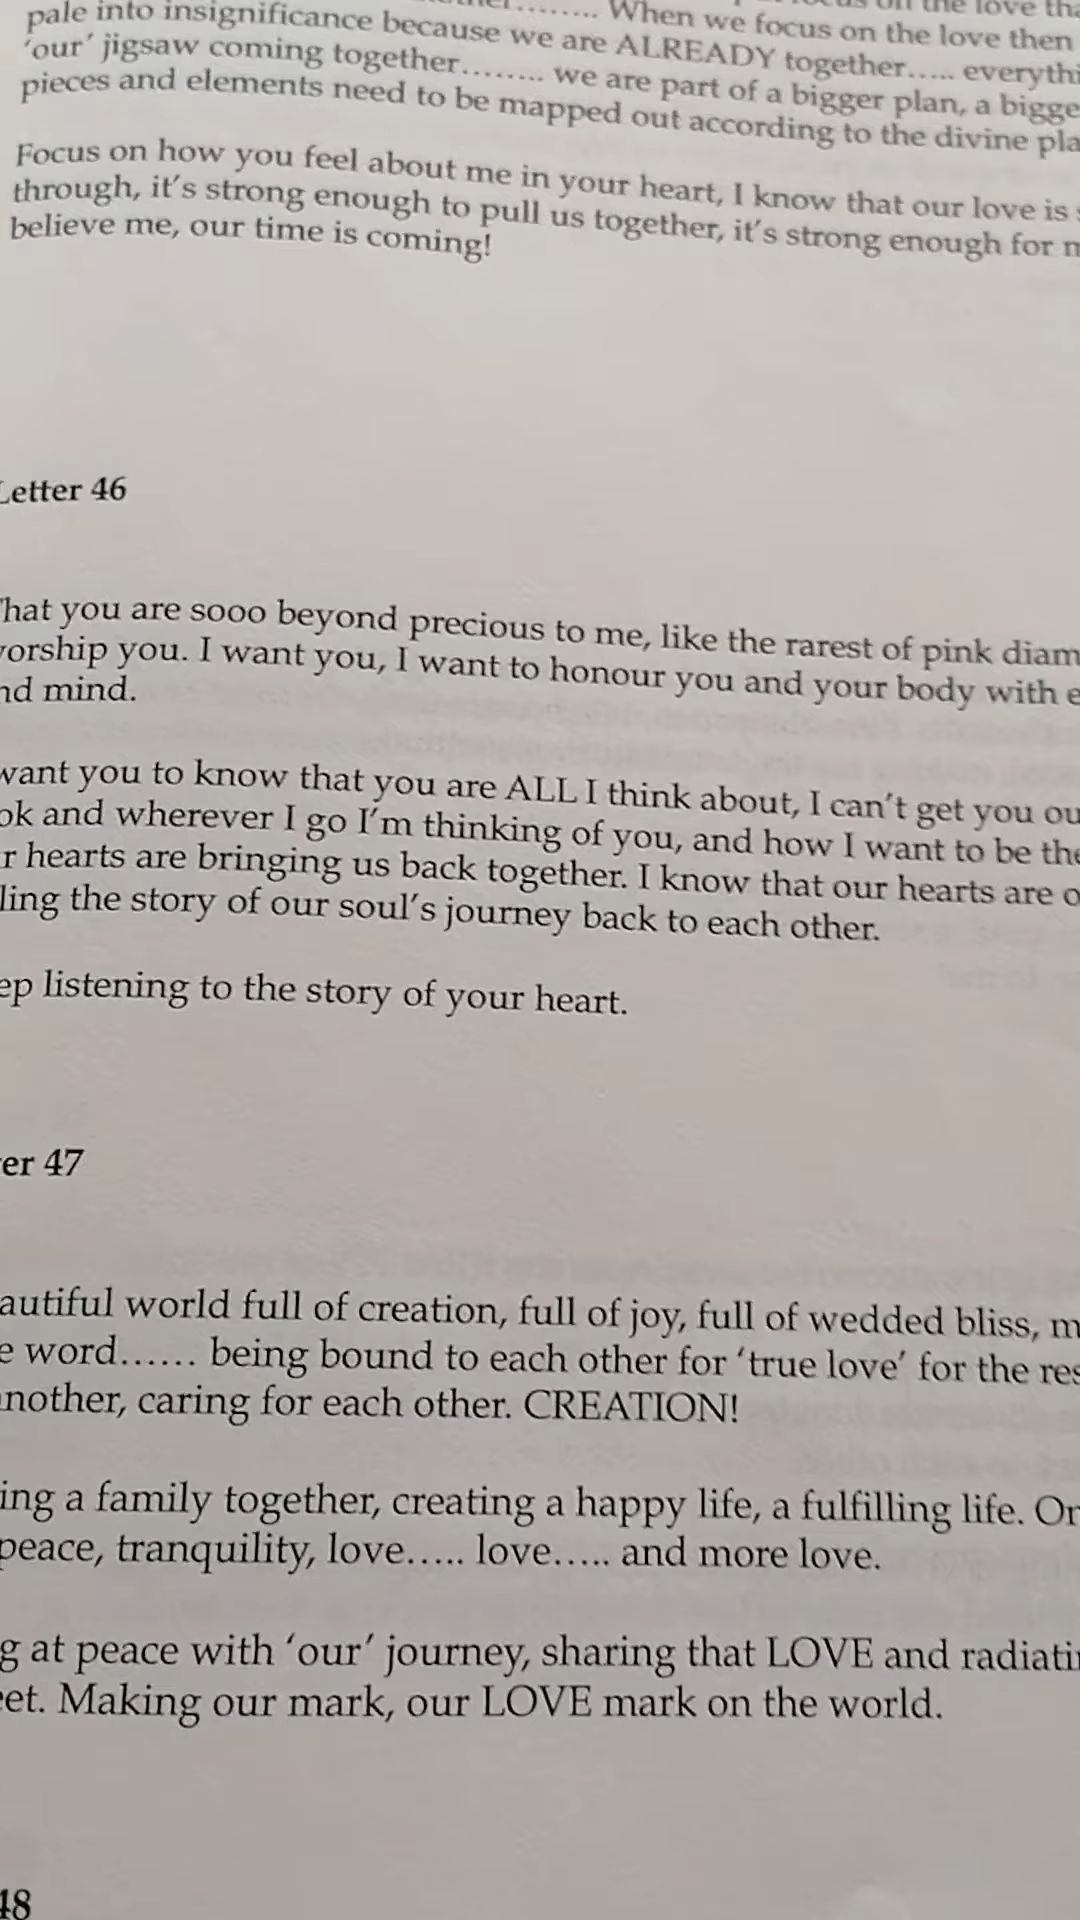 When we focus on the love then
pale into insignificance because we are ALREADY together..... everythi
'our' jigsaw coming together........ we are part of a bigger plan, a bigge
pieces and elements need to be mapped out according to the divine pla
Focus on how you feel about me in your heart, I know that our love is
through, it's strong enough to pull us together, it's strong enough for
believe me, our time is coming!
Letter 46
That you are sooo beyond precious to me, like the rarest of pink diam
orship you. I want you, I want to honour you and your body with e
nd mind.
want you to know that you are ALL I think about, I can't get you ou
ok and wherever I go I'm thinking of you, and how I want to be the
r hearts are bringing us back together. I know that our hearts are o
ling the story of our soul's journey back to each other.
ep listening to the story of your heart.
er 47
autiful world full of creation, full of joy, full of wedded bliss, m
e word...... being bound to each other for 'true love' for the res
nother, caring for each other. CREATION!
ing a family together, creating a happy life, a fulfilling life. Or
peace, tranquility, love..... love..... and more love.
g at peace with 'our' journey, sharing that LOVE and radiati
et. Making our mark, our LOVE mark on the world.
48